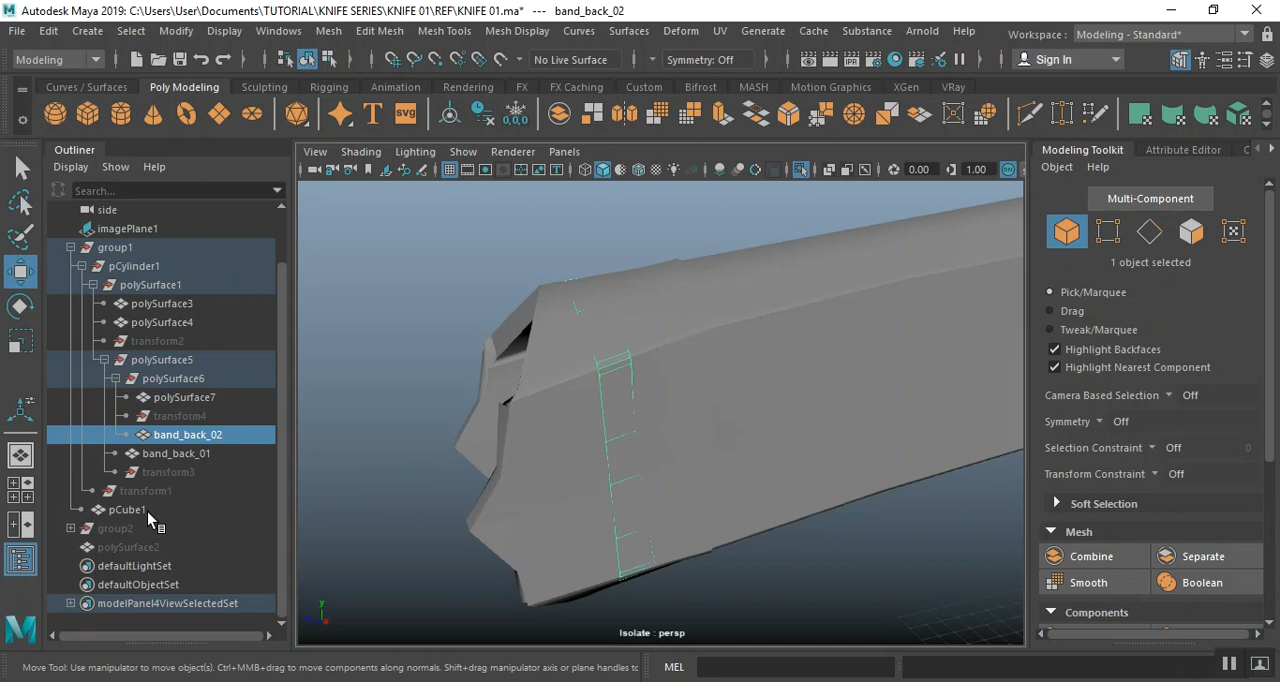 Autodesk Maya 2019: C:\Users\User\Documents\TUTORIAL\KNIFE SERIES\KNIFE 01\REF\KNIFE 01.ma* --- band_back_02
File Edit Create Select Modify Display Windows Mesh Edit Mesh Mesh Tools Mesh Display Curves Surfaces Deform UV Generate Cache Substance Arnold Help Workspace : Modeling - Standard*
Modeling No Live Surface Symmetry: Off Sign In
Curves / Surfaces Poly Modeling Sculpting Rigging Animation Rendering FX FX Caching Custom Bifrost MASH Motion Graphics XGen VRay
T SVG 0,0,0
Outliner
Display Show Help
Search...
side
imagePlane1
group1
pCylinder1
polySurface1
polySurface3
polySurface4
transform2
polySurface5
polySurface6
polySurface7
transform4
band_back_02
band_back_01
transform3
transform1
pCube1
group2
polySurface2
defaultLightSet
defaultObjectSet
modelPanel4ViewSelectedSet
View Shading Lighting Show Renderer Panels
0.00 1.00
y
Isolate : persp
Modeling Toolkit Attribute Editor C
Object Help
Multi-Component
1 object selected
Pick/Marquee
Drag
Tweak/Marquee
Highlight Backfaces
Highlight Nearest Component
Camera Based Selection Off
Symmetry Off
Selection Constraint Off 0
Transform Constraint Off
Soft Selection
Mesh
Combine Separate
Smooth Boolean
Components
Move Tool: Use manipulator to move object(s). Ctrl+MMB+drag to move components along normals. Shift+drag manipulator axis or plane handles to
MEL